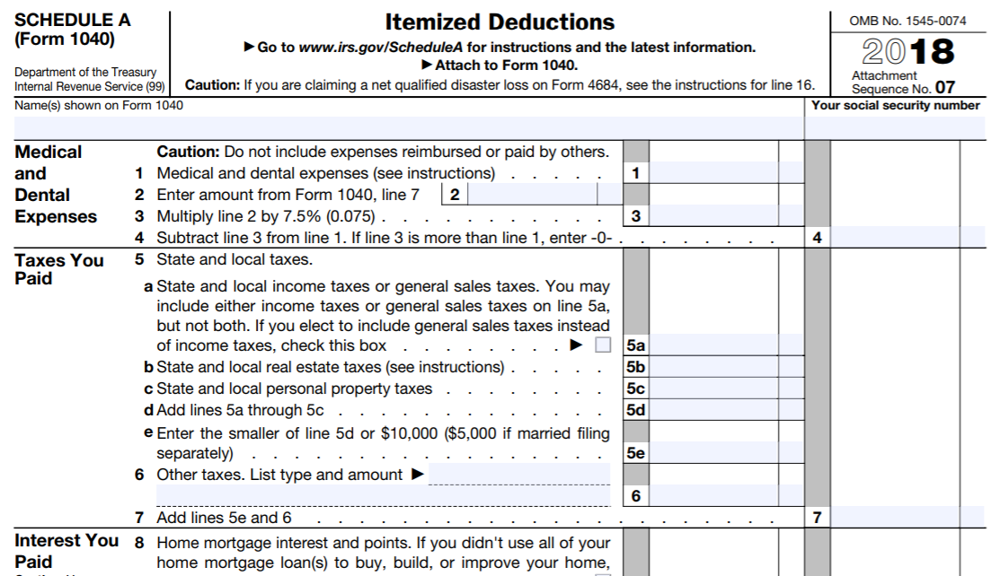 SCHEDULE A
(Form 1040)
Department of the Treasury
Internal Revenue Service (99)
Itemized Deductions
▶ Go to www.irs.gov/ScheduleA for instructions and the latest information.
▶ Attach to Form 1040.
Caution: If you are claiming a net qualified disaster loss on Form 4684, see the instructions for line 16.
OMB No. 1545-0074
2018
Attachment
Sequence No. 07
Name(s) shown on Form 1040
Your social security number
Medical
and
Dental
Expenses
Caution: Do not include expenses reimbursed or paid by others.
1 Medical and dental expenses (see instructions) . . . . . 1
2 Enter amount from Form 1040, line 7 2
3 Multiply line 2 by 7.5% (0.075) . . . . . . . . . . . 3
4 Subtract line 3 from line 1. If line 3 is more than line 1, enter -0- . . . . . . . . 4
Taxes You
Paid
5 State and local taxes.
a State and local income taxes or general sales taxes. You may
include either income taxes or general sales taxes on line 5a,
but not both. If you elect to include general sales taxes instead
of income taxes, check this box . . . . . . . . ▶ 5a
b State and local real estate taxes (see instructions) . . . . . 5b
c State and local personal property taxes . . . . . . . . 5c
d Add lines 5a through 5c . . . . . . . . . . . . . 5d
e Enter the smaller of line 5d or $10,000 ($5,000 if married filing
separately) . . . . . . . . . . . . . . . . . 5e
6 Other taxes. List type and amount ▶
6
7 Add lines 5e and 6 . . . . . . . . . . . . . . . . . . . . . . 7
Interest You
Paid
8 Home mortgage interest and points. If you didn't use all of your
home mortgage loan(s) to buy, build, or improve your home,